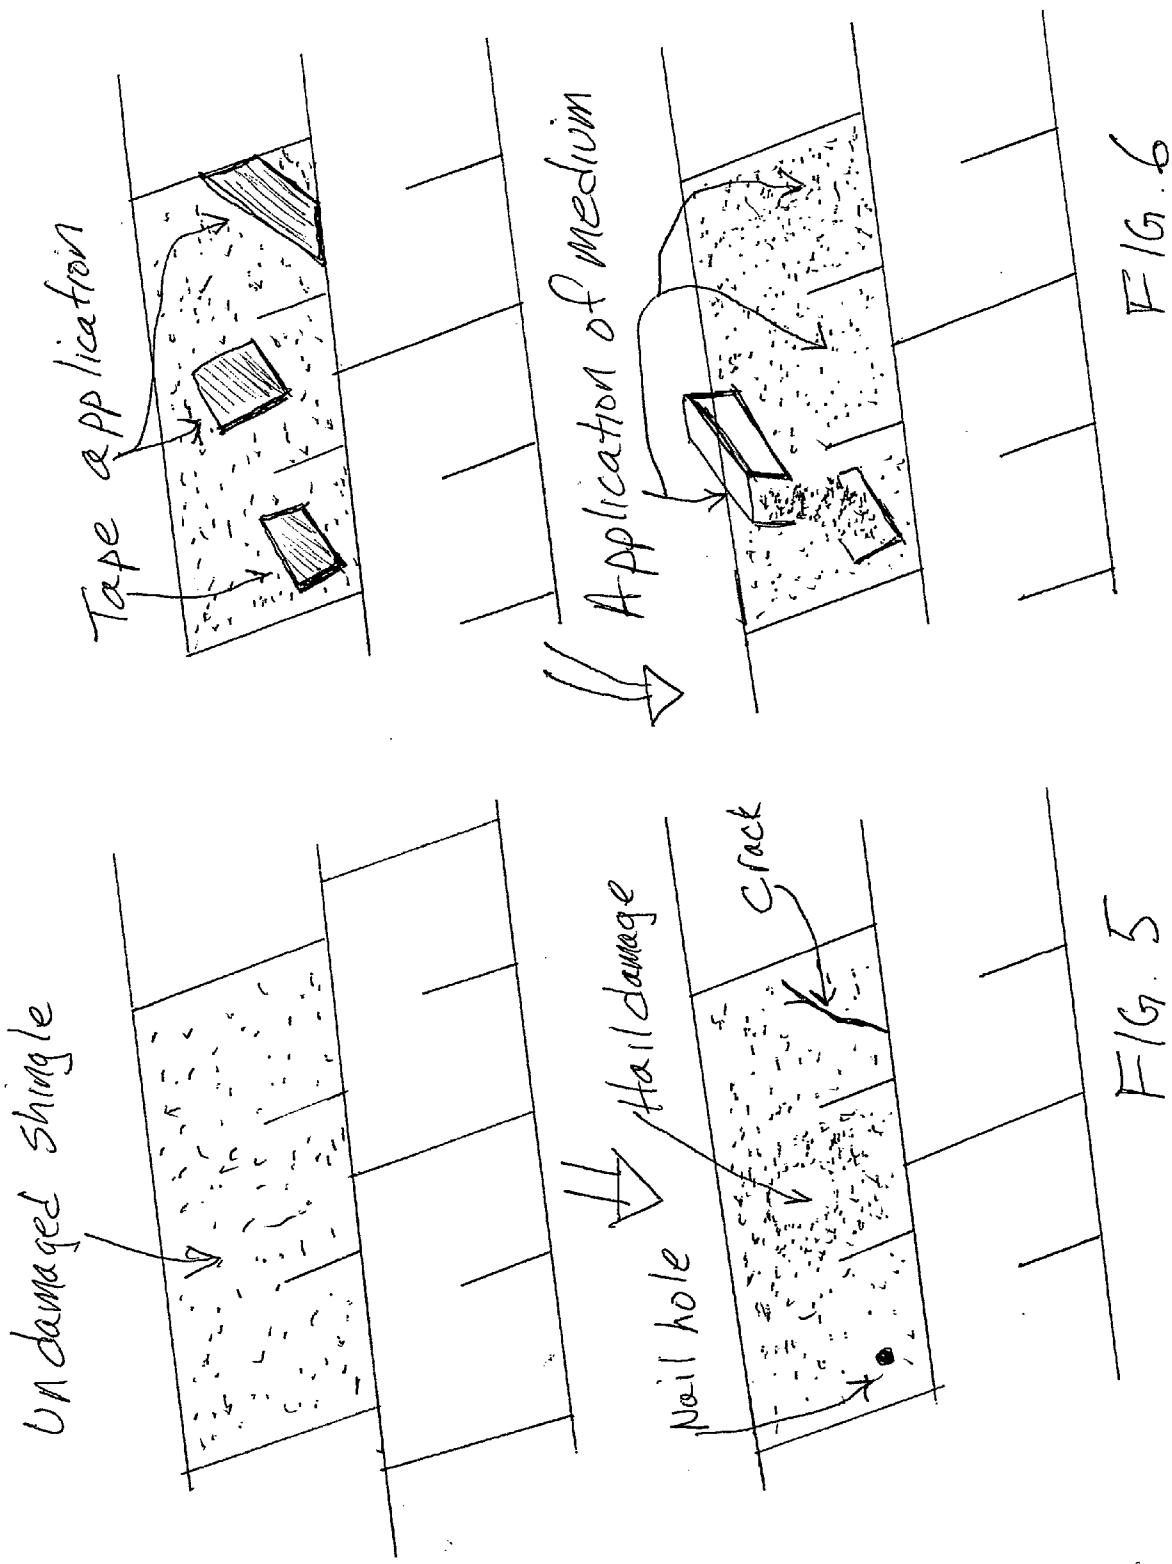 Undamaged shingle
Nail hole
Hail damage
Crack
FIG. 5
Tape application
Application of medium
FIG. 6